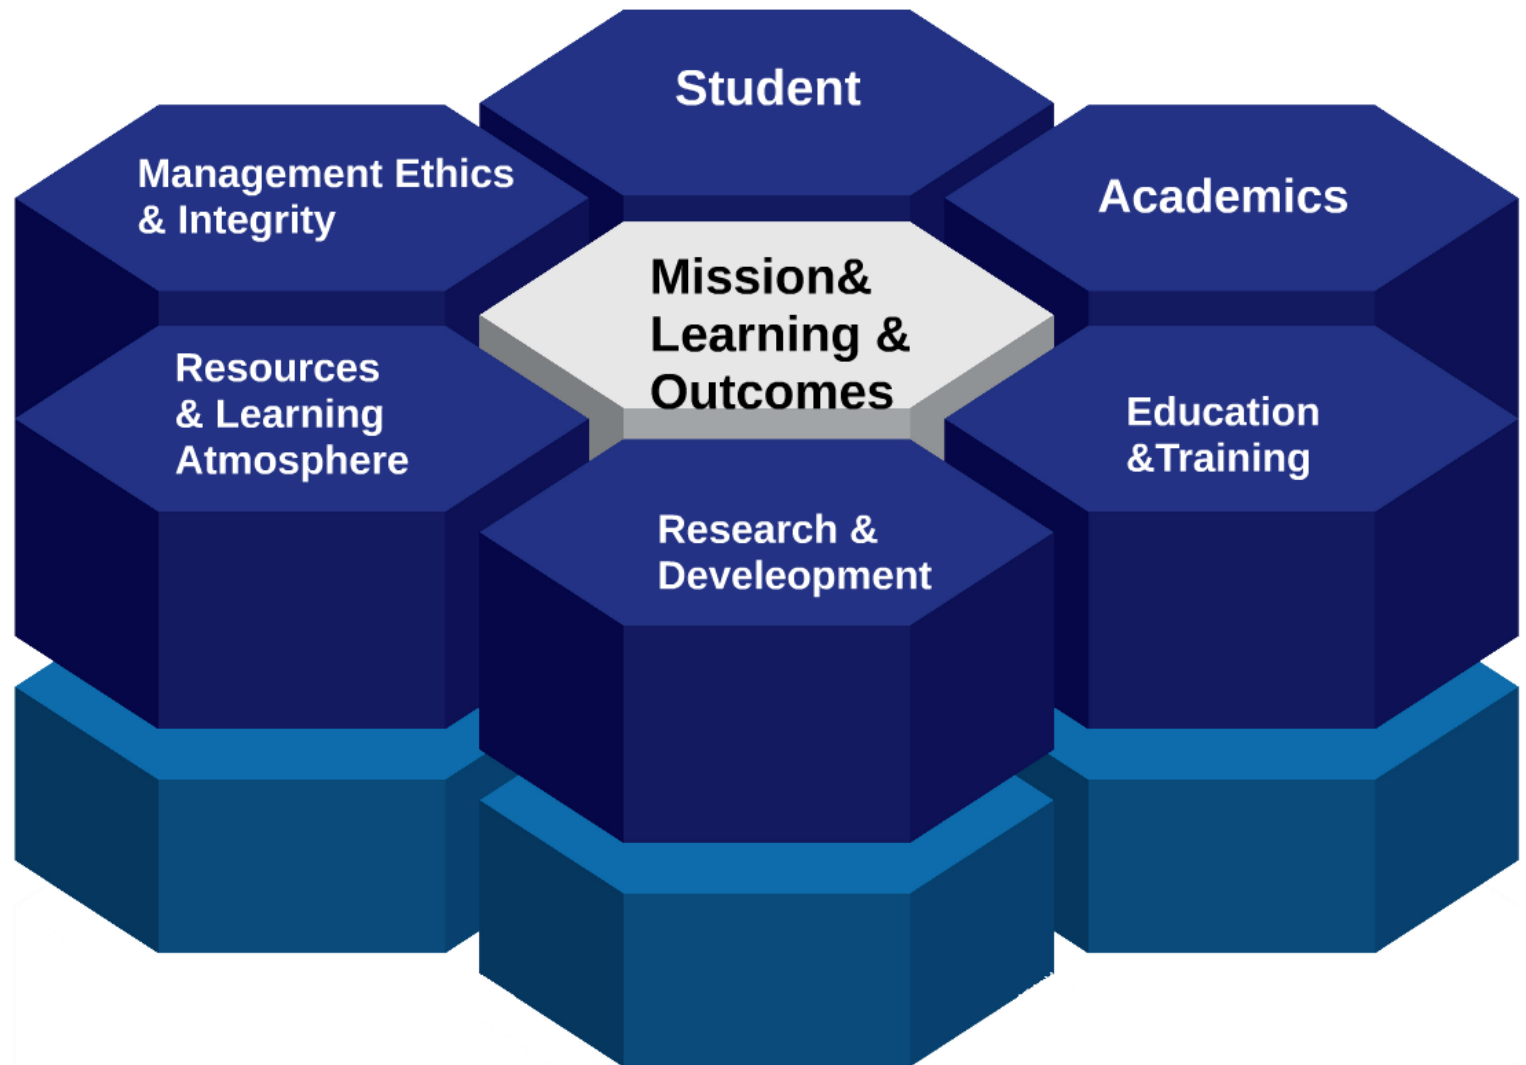 Student
Management Ethics
& Integrity
Academics
Mission&
Learning &
Outcomes
Resources
& Learning
Atmosphere
Education
&Training
Research &
Develeopment